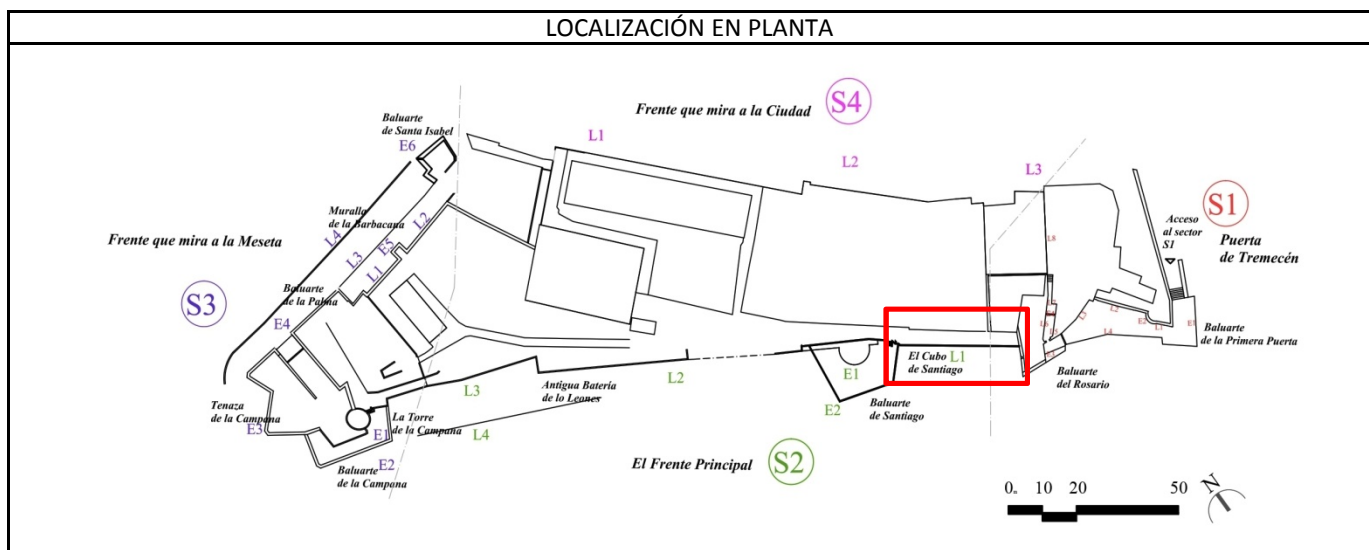 LOCALIZACIÓN EN PLANTA
Frente que mira a la Ciudad
S4
Baluarte
de Santa Isabel
E6
L1
L2
L3
S1
Puerta
de Tremecén
Acceso
al sector
S1
Muralla
de la Barbacana
L2
L4
E5
L3
L1
Frente que mira a la Meseta
S3
Baluarte
de la Palma
E4
L8
L6
E5
L3
L2
L4
E2
L1
E1
Baluarte
de la Primera Puerta
Baluarte
del Rosario
El Cubo L1
de Santiago
E1
E2
Baluarte
de Santiago
L2
Antigua Batería
de lo Leones
L3
L4
Tenaza
de la Campana
E3
La Torre
de la Campana
E1
E2
Baluarte
de la Campana
El Frente Principal
S2
0 10 20 50
N